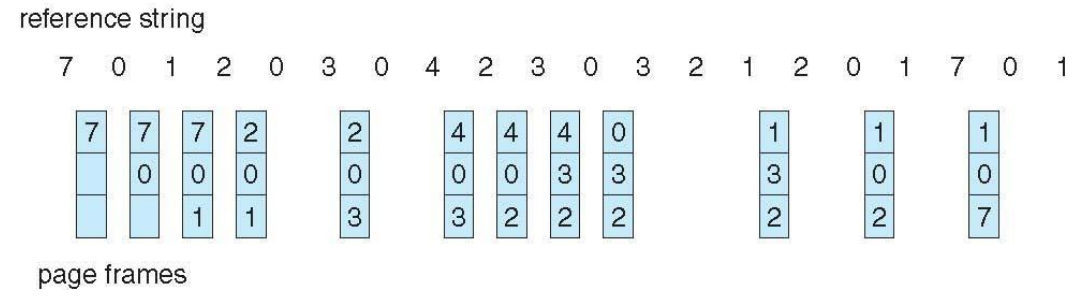 reference string
7 0 1 2 0 3 0 4 2 3 0 3 2 1 2 0 1 7 0 1
7 7 7 2 2 4 4 4 0 1 1 1
0 0 0 0 0 0 3 3 3 0 0
1 1 3 3 2 2 2 2 2 7
page frames